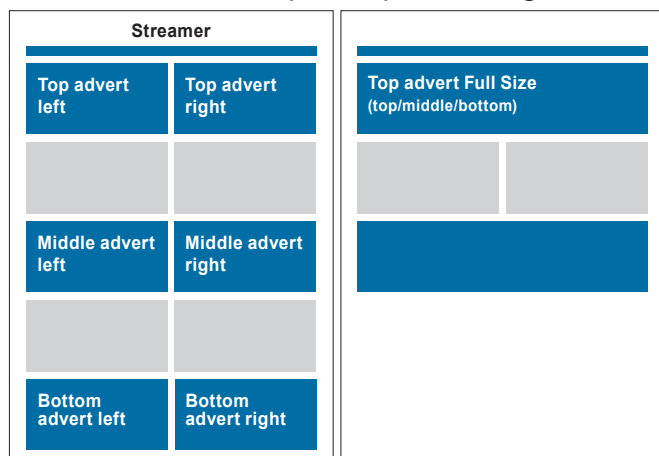 Streamer
Top advert
left
Top advert
right
Middle advert
left
Middle advert
right
Bottom
advert left
Bottom
advert right
Top advert Full Size
(top/middle/bottom)